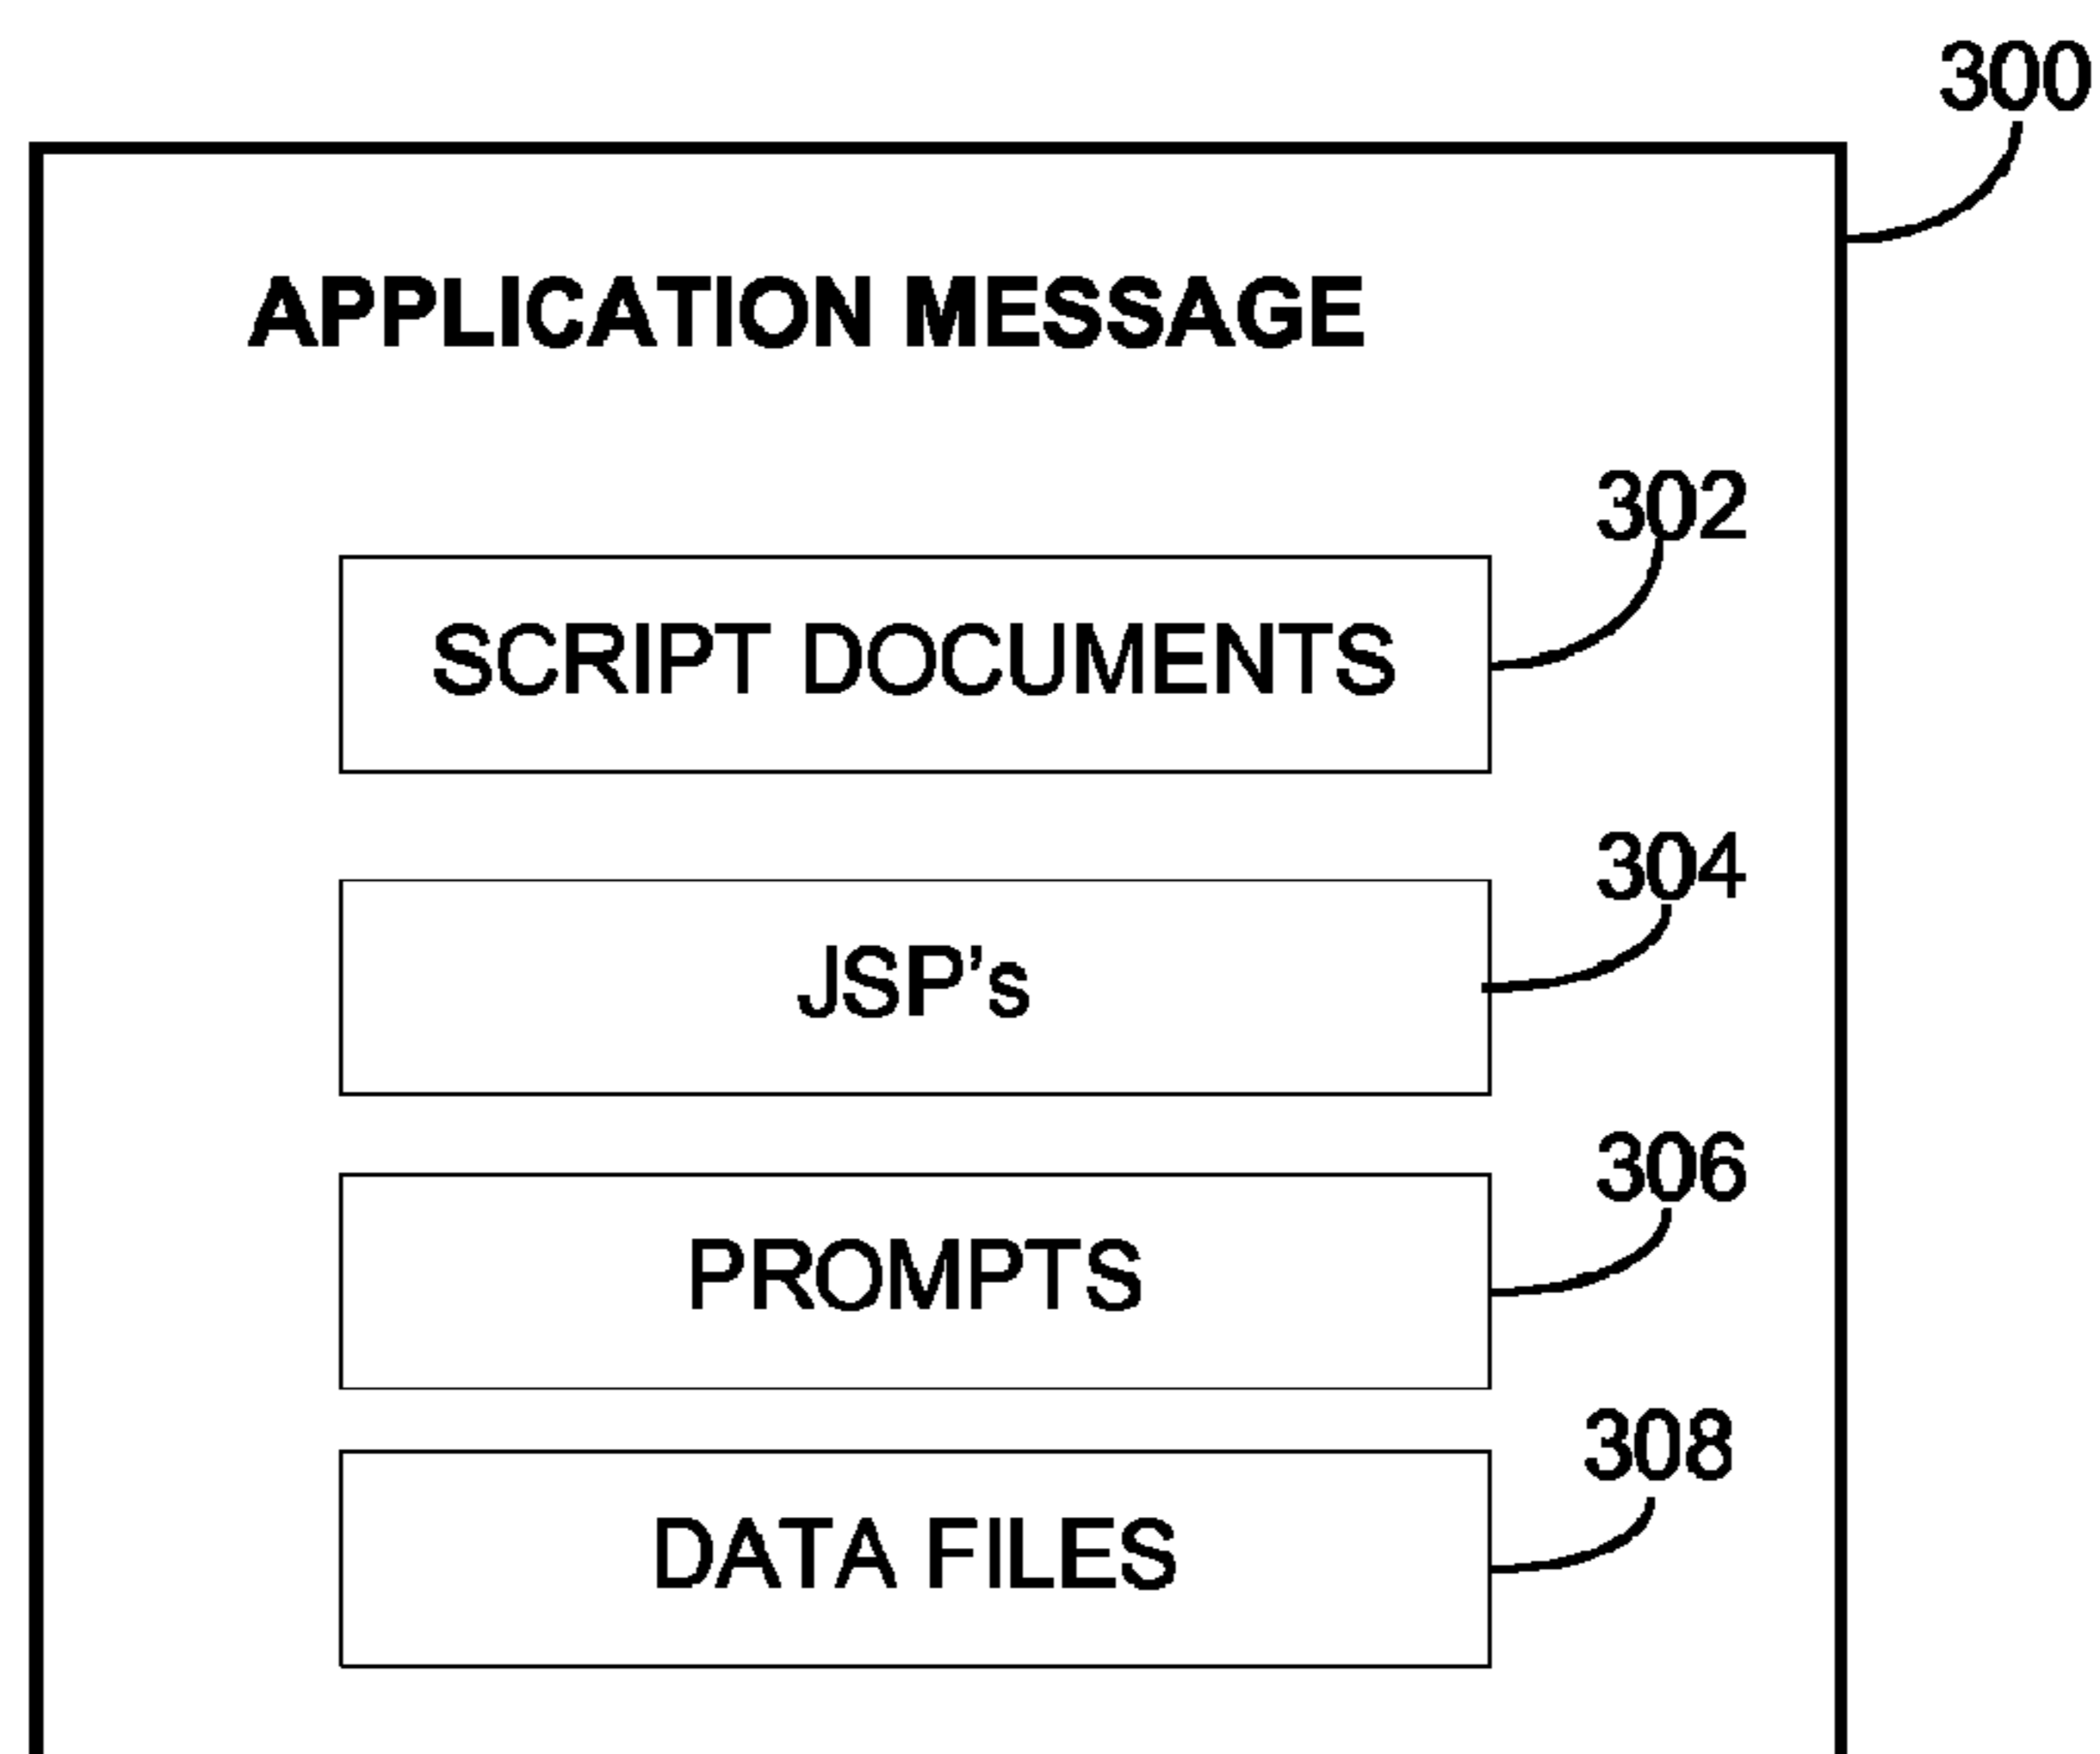 300
APPLICATION MESSAGE
302
SCRIPT DOCUMENTS
304
JSP’s
306
PROMPTS
308
DATA FILES